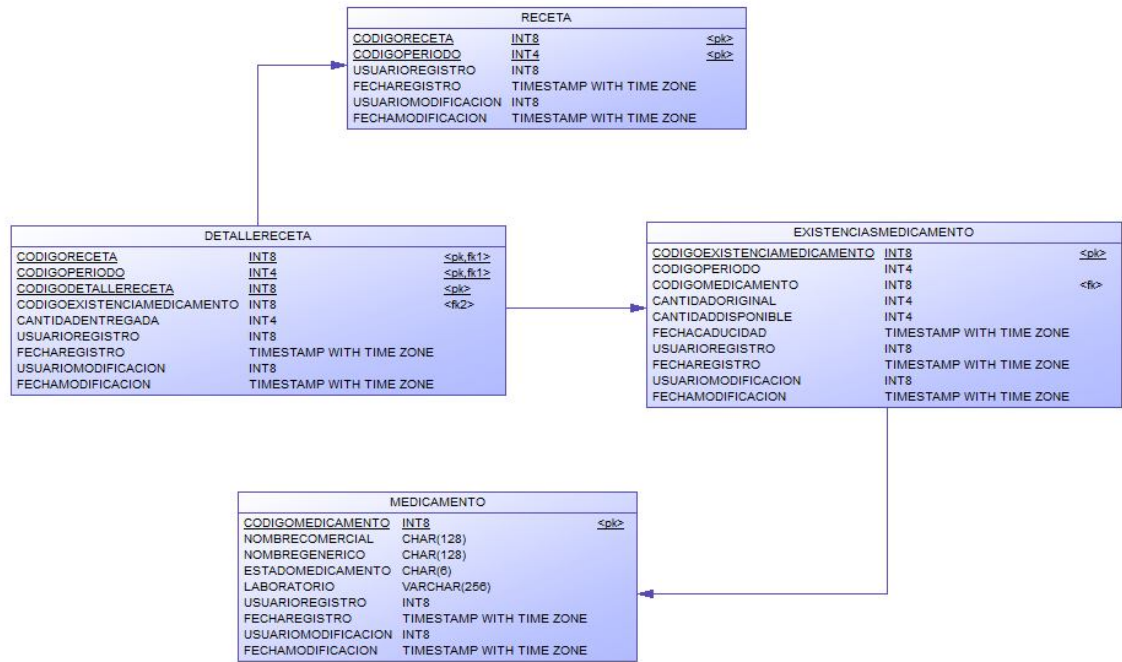 RECETA
CODIGORECETA INT8 <pk>
CODIGOPERIODO INT4 <pk>
USUARIOREGISTRO INT8
FECHAREGISTRO TIMESTAMP WITH TIME ZONE
USUARIOMODIFICACION INT8
FECHAMODIFICACION TIMESTAMP WITH TIME ZONE
DETALLERECETA
CODIGORECETA INT8 <pk,fk1>
CODIGOPERIODO INT4 <pk,fk1>
CODIGODETALLERECETA INT8 <pk>
CODIGOEXISTENCIAMEDICAMENTO INT8 <fk2>
CANTIDADENTREGADA INT4
USUARIOREGISTRO INT8
FECHAREGISTRO TIMESTAMP WITH TIME ZONE
USUARIOMODIFICACION INT8
FECHAMODIFICACION TIMESTAMP WITH TIME ZONE
EXISTENCIASMEDICAMENTO
CODIGOEXISTENCIAMEDICAMENTO INT8 <pk>
CODIGOPERIODO INT4
CODIGOMEDICAMENTO INT8 <fk>
CANTIDADORIGINAL INT4
CANTIDADDISPONIBLE INT4
FECHACADUCIDAD TIMESTAMP WITH TIME ZONE
USUARIOREGISTRO INT8
FECHAREGISTRO TIMESTAMP WITH TIME ZONE
USUARIOMODIFICACION INT8
FECHAMODIFICACION TIMESTAMP WITH TIME ZONE
MEDICAMENTO
CODIGOMEDICAMENTO INT8 <pk>
NOMBRECOMERCIAL CHAR(128)
NOMBREGENERICO CHAR(128)
ESTADOMEDICAMENTO CHAR(6)
LABORATORIO VARCHAR(256)
USUARIOREGISTRO INT8
FECHAREGISTRO TIMESTAMP WITH TIME ZONE
USUARIOMODIFICACION INT8
FECHAMODIFICACION TIMESTAMP WITH TIME ZONE